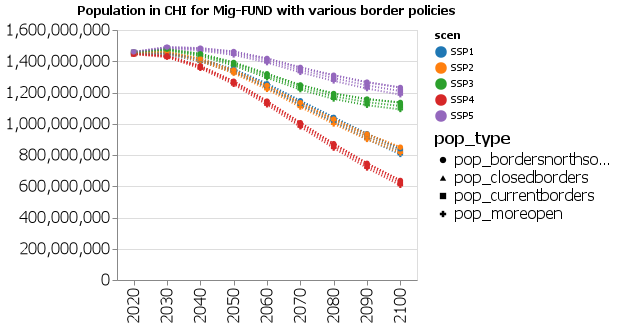 Population in CHI for Mig-FUND with various border policies
1,600,000,000
1,400,000,000
1,200,000,000
1,000,000,000
800,000,000
600,000,000
400,000,000
200,000,000
0
2020
2030
2040
2050
2060
2070
2080
2090
2100
scen
SSP1
SSP2
SSP3
SSP4
SSP5
pop_type
pop_bordersnorthso...
pop_closedborders
pop_currentborders
pop_moreopen